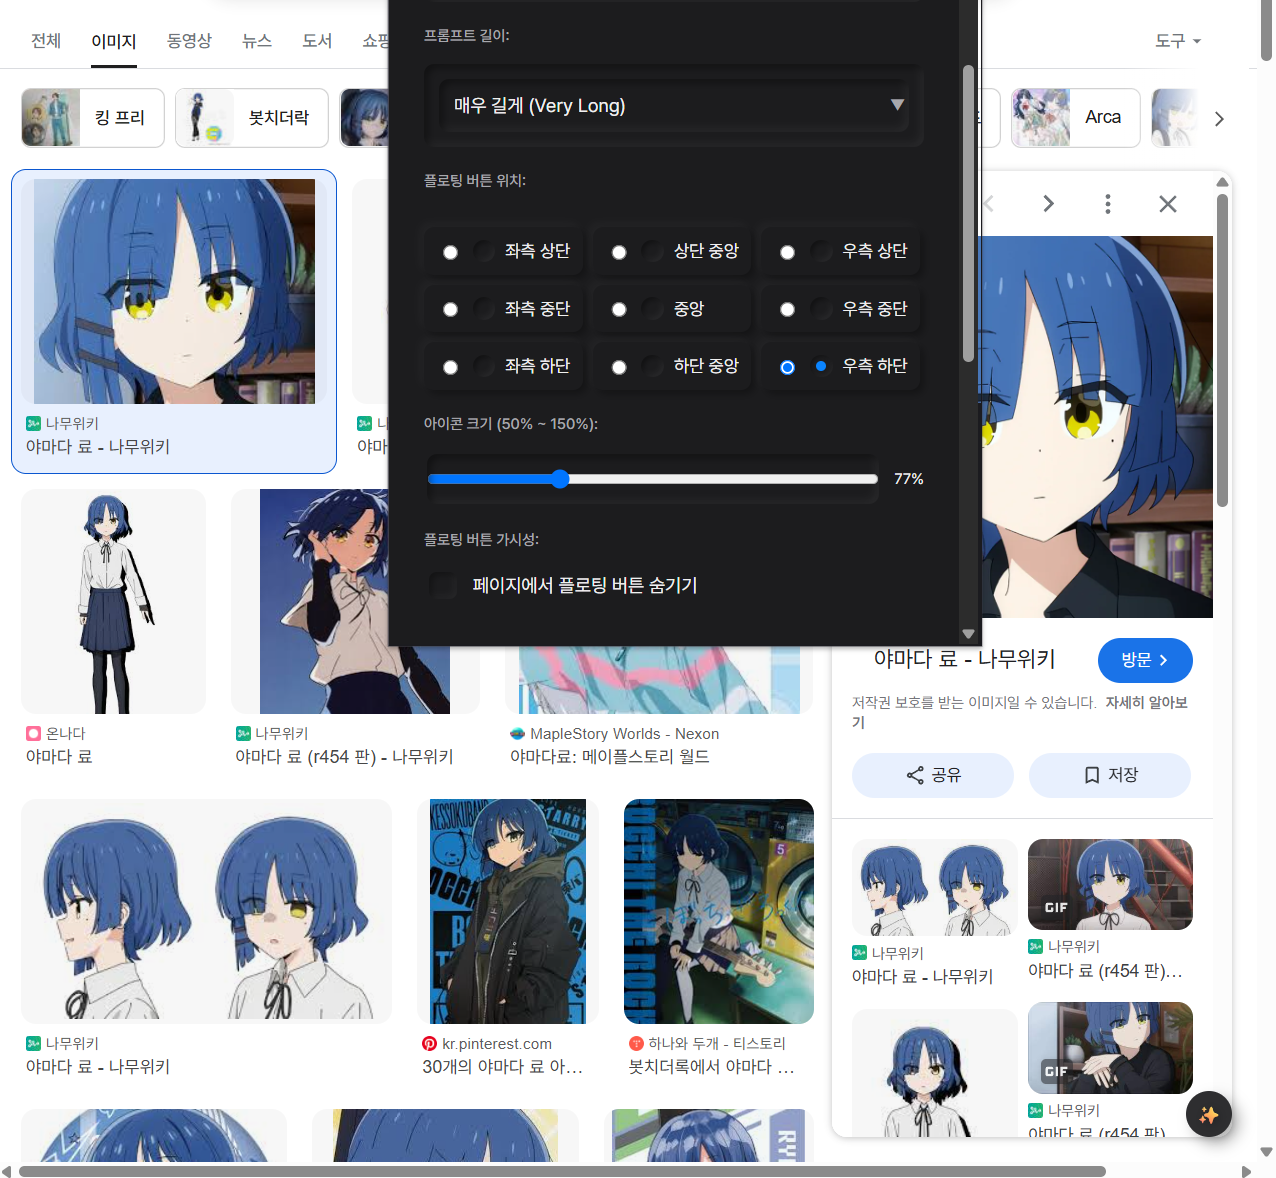 전체 이미지 동영상 뉴스 도서 쇼핑 도구
킹 프리 봇치더락 Arca
프롬프트 길이:
매우 길게 (Very Long)
플로팅 버튼 위치:
좌측 상단 상단 중앙 우측 상단
좌측 중단 중앙 우측 중단
좌측 하단 하단 중앙 우측 하단
아이콘 크기 (50% ~ 150%):
77%
플로팅 버튼 가시성:
페이지에서 플로팅 버튼 숨기기
나무위키
야마다 료 - 나무위키
나
야마
온나다
야마다 료
나무위키
야마다 료 (r454 판) - 나무위키
MapleStory Worlds - Nexon
야마다료: 메이플스토리 월드
KESSOKUBAND
STARRY
BOCCHI THE ROCK
5
나무위키
야마다 료 - 나무위키
kr.pinterest.com
30개의 야마다 료 아...
하나와 두개 - 티스토리
봇치더록에서 야마다 ...
RY
야마다 료 - 나무위키
방문
저작권 보호를 받는 이미지일 수 있습니다. 자세히 알아보
기
공유 저장
나무위키
야마다 료 - 나무위키
GIF
나무위키
야마다 료 (r454 판)...
GIF
나무위키
야마다 료 (r454 판)